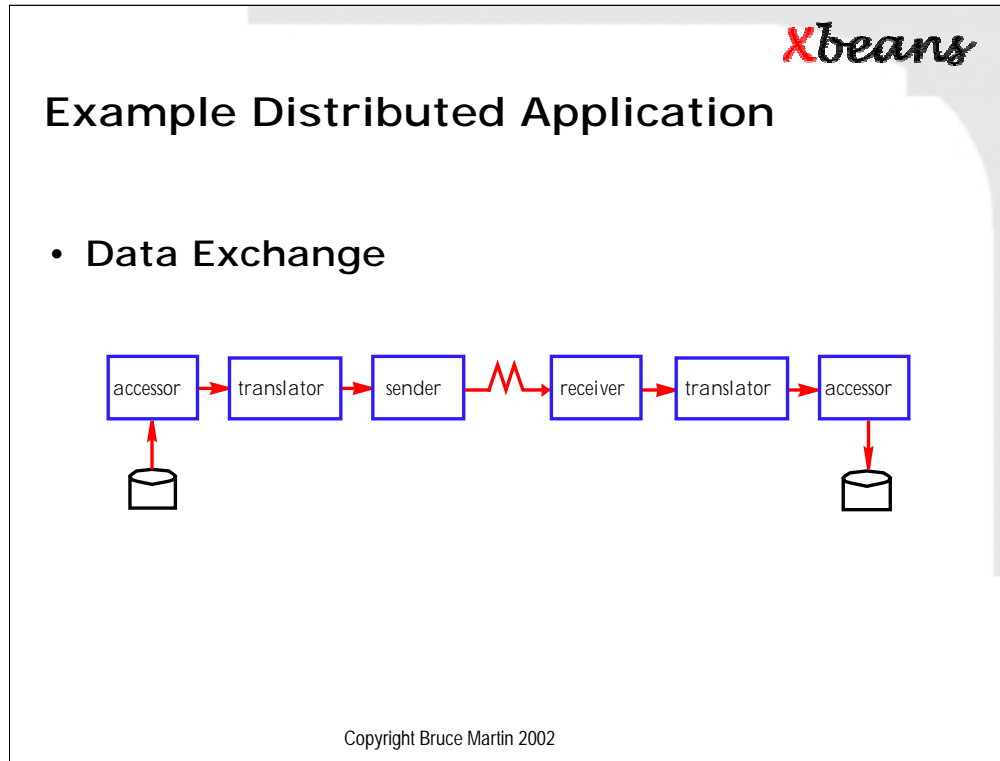 Xbeans
Example Distributed Application
• Data Exchange
accessor translator sender receiver translator accessor
Copyright Bruce Martin 2002